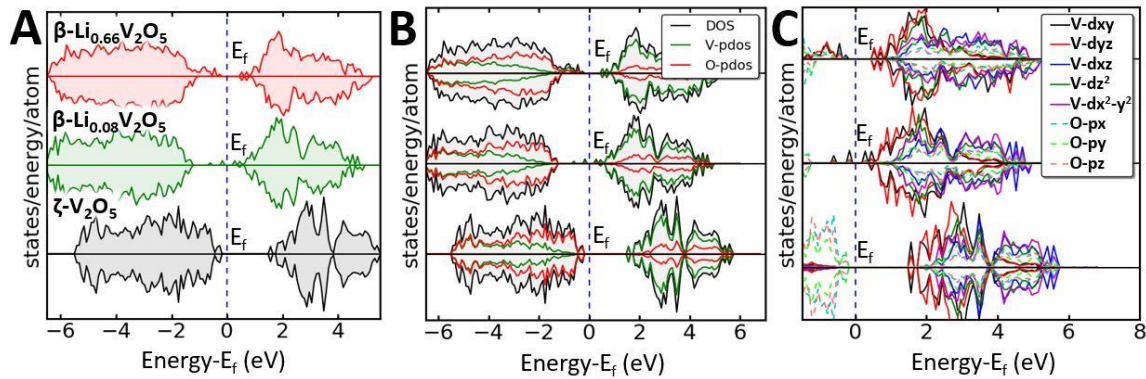 A
β-Li0.66V2O5
Ef
β-Li0.08V2O5
Ef
ζ-V2O5
Ef
states/energy/atom
−6 −4 −2 0 2 4
Energy-Ef (eV)
B
DOS
V-pdos
O-pdos
Ef
Ef
Ef
states/energy/atom
−6 −4 −2 0 2 4
Energy-Ef (eV)
C
V-dxy
V-dyz
V-dxz
V-dz²
V-dx²-y²
O-px
O-py
O-pz
Ef
Ef
Ef
states/energy/atom
0 2 4 6 8
Energy-Ef (eV)